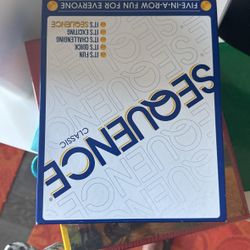 FIVE-IN-A-ROW FUN FOR EVERYONE
IT'S FUN
IT'S QUICK
IT'S CHALLENGING
IT'S EXCITING
IT'S SEQUENCE
CLASSIC
SEQUENCE®